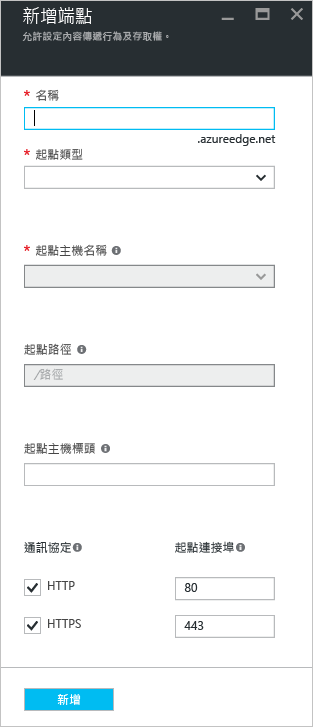 新增端點
允許設定內容傳遞行為及存取權。
* 名稱
.azureedge.net
* 起點類型
* 起點主機名稱
起點路徑
/路徑
起點主機標頭
通訊協定 起點連接埠
HTTP 80
HTTPS 443
新增